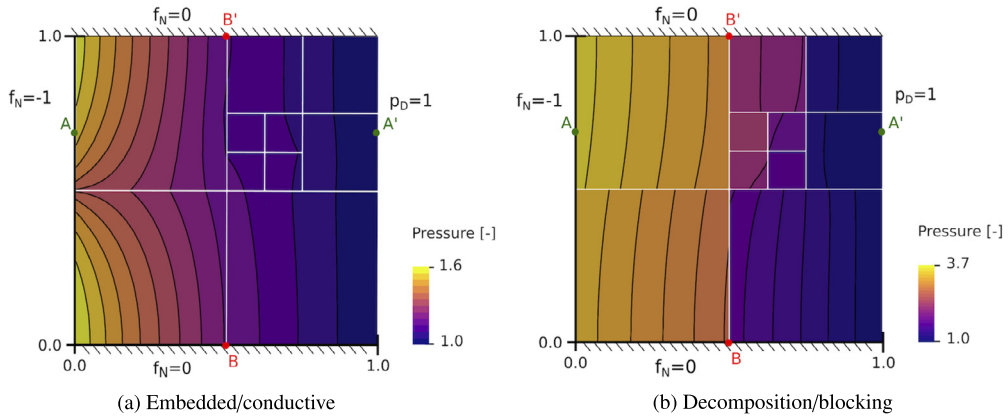 f_N=0
B'
1.0
f_N=-1
p_D=1
A
A'
Pressure [-]
1.6
1.0
0.0
B
0.0
1.0
f_N=0
(a) Embedded/conductive
f_N=0
B'
1.0
f_N=-1
p_D=1
A
A'
Pressure [-]
3.7
1.0
0.0
B
0.0
1.0
f_N=0
(b) Decomposition/blocking